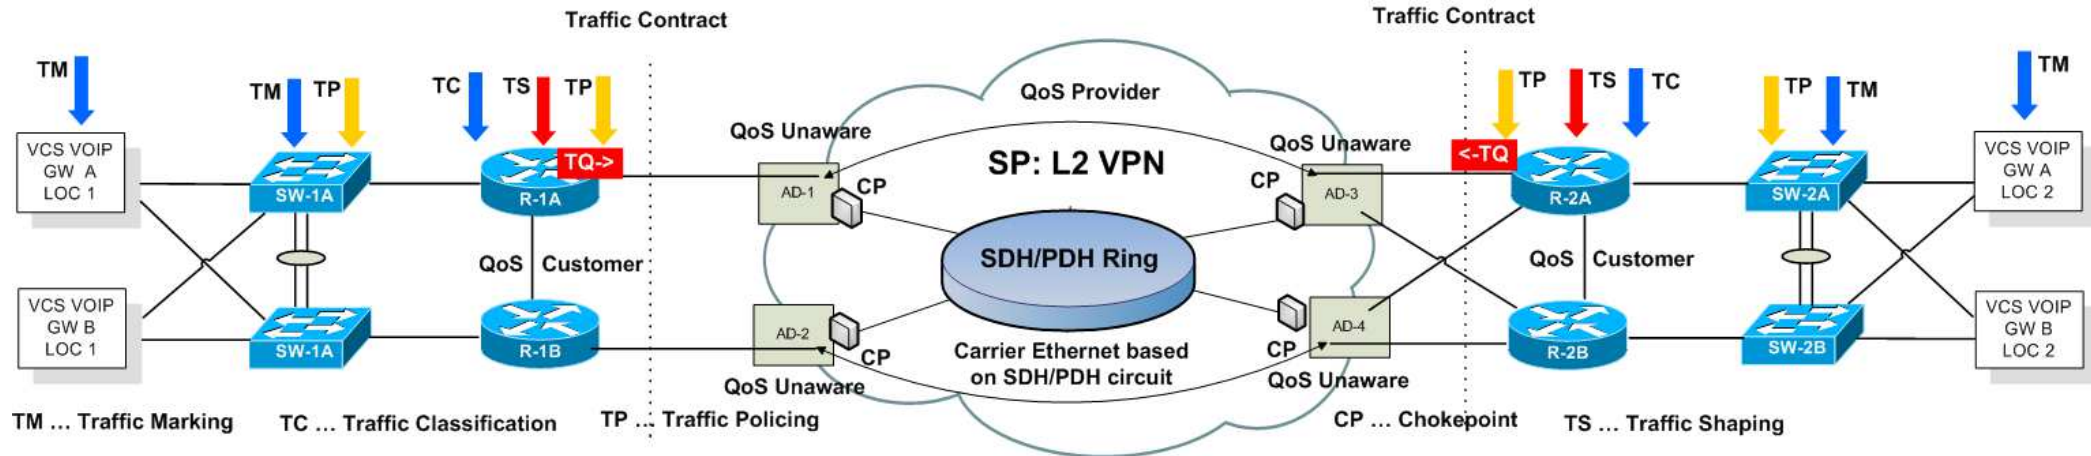 Traffic Contract
Traffic Contract
TM
TM
TP
TC
TS
TP
TP
TS
TC
TP
TM
TM
QoS Provider
QoS Unaware
QoS Unaware
VCS VOIP
GW A
LOC 1
SW-1A
TQ->
R-1A
AD-1
CP
SP: L2 VPN
CP
AD-3
<-TQ
R-2A
SW-2A
VCS VOIP
GW A
LOC 2
QoS
Customer
SDH/PDH Ring
QoS
Customer
VCS VOIP
GW B
LOC 1
SW-1A
R-1B
AD-2
CP
QoS Unaware
Carrier Ethernet based
on SDH/PDH circuit
AD-4
CP
QoS Unaware
R-2B
SW-2B
VCS VOIP
GW B
LOC 2
TM ... Traffic Marking
TC ... Traffic Classification
TP ... Traffic Policing
CP ... Chokepoint
TS ... Traffic Shaping